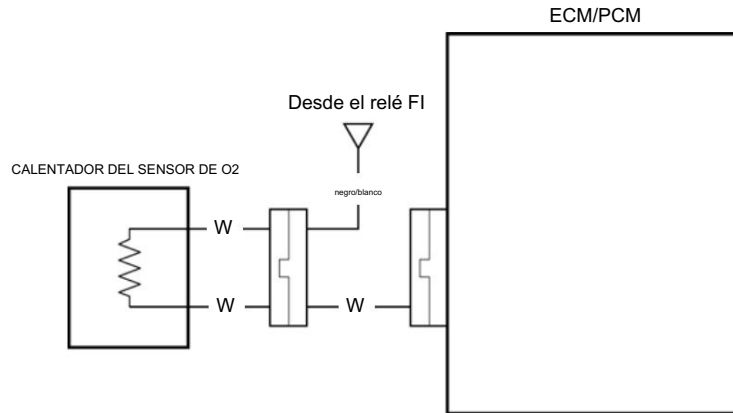 ECM/PCM
Desde el relé FI
CALENTADOR DEL SENSOR DE O2
negro/blanco
W
W
W